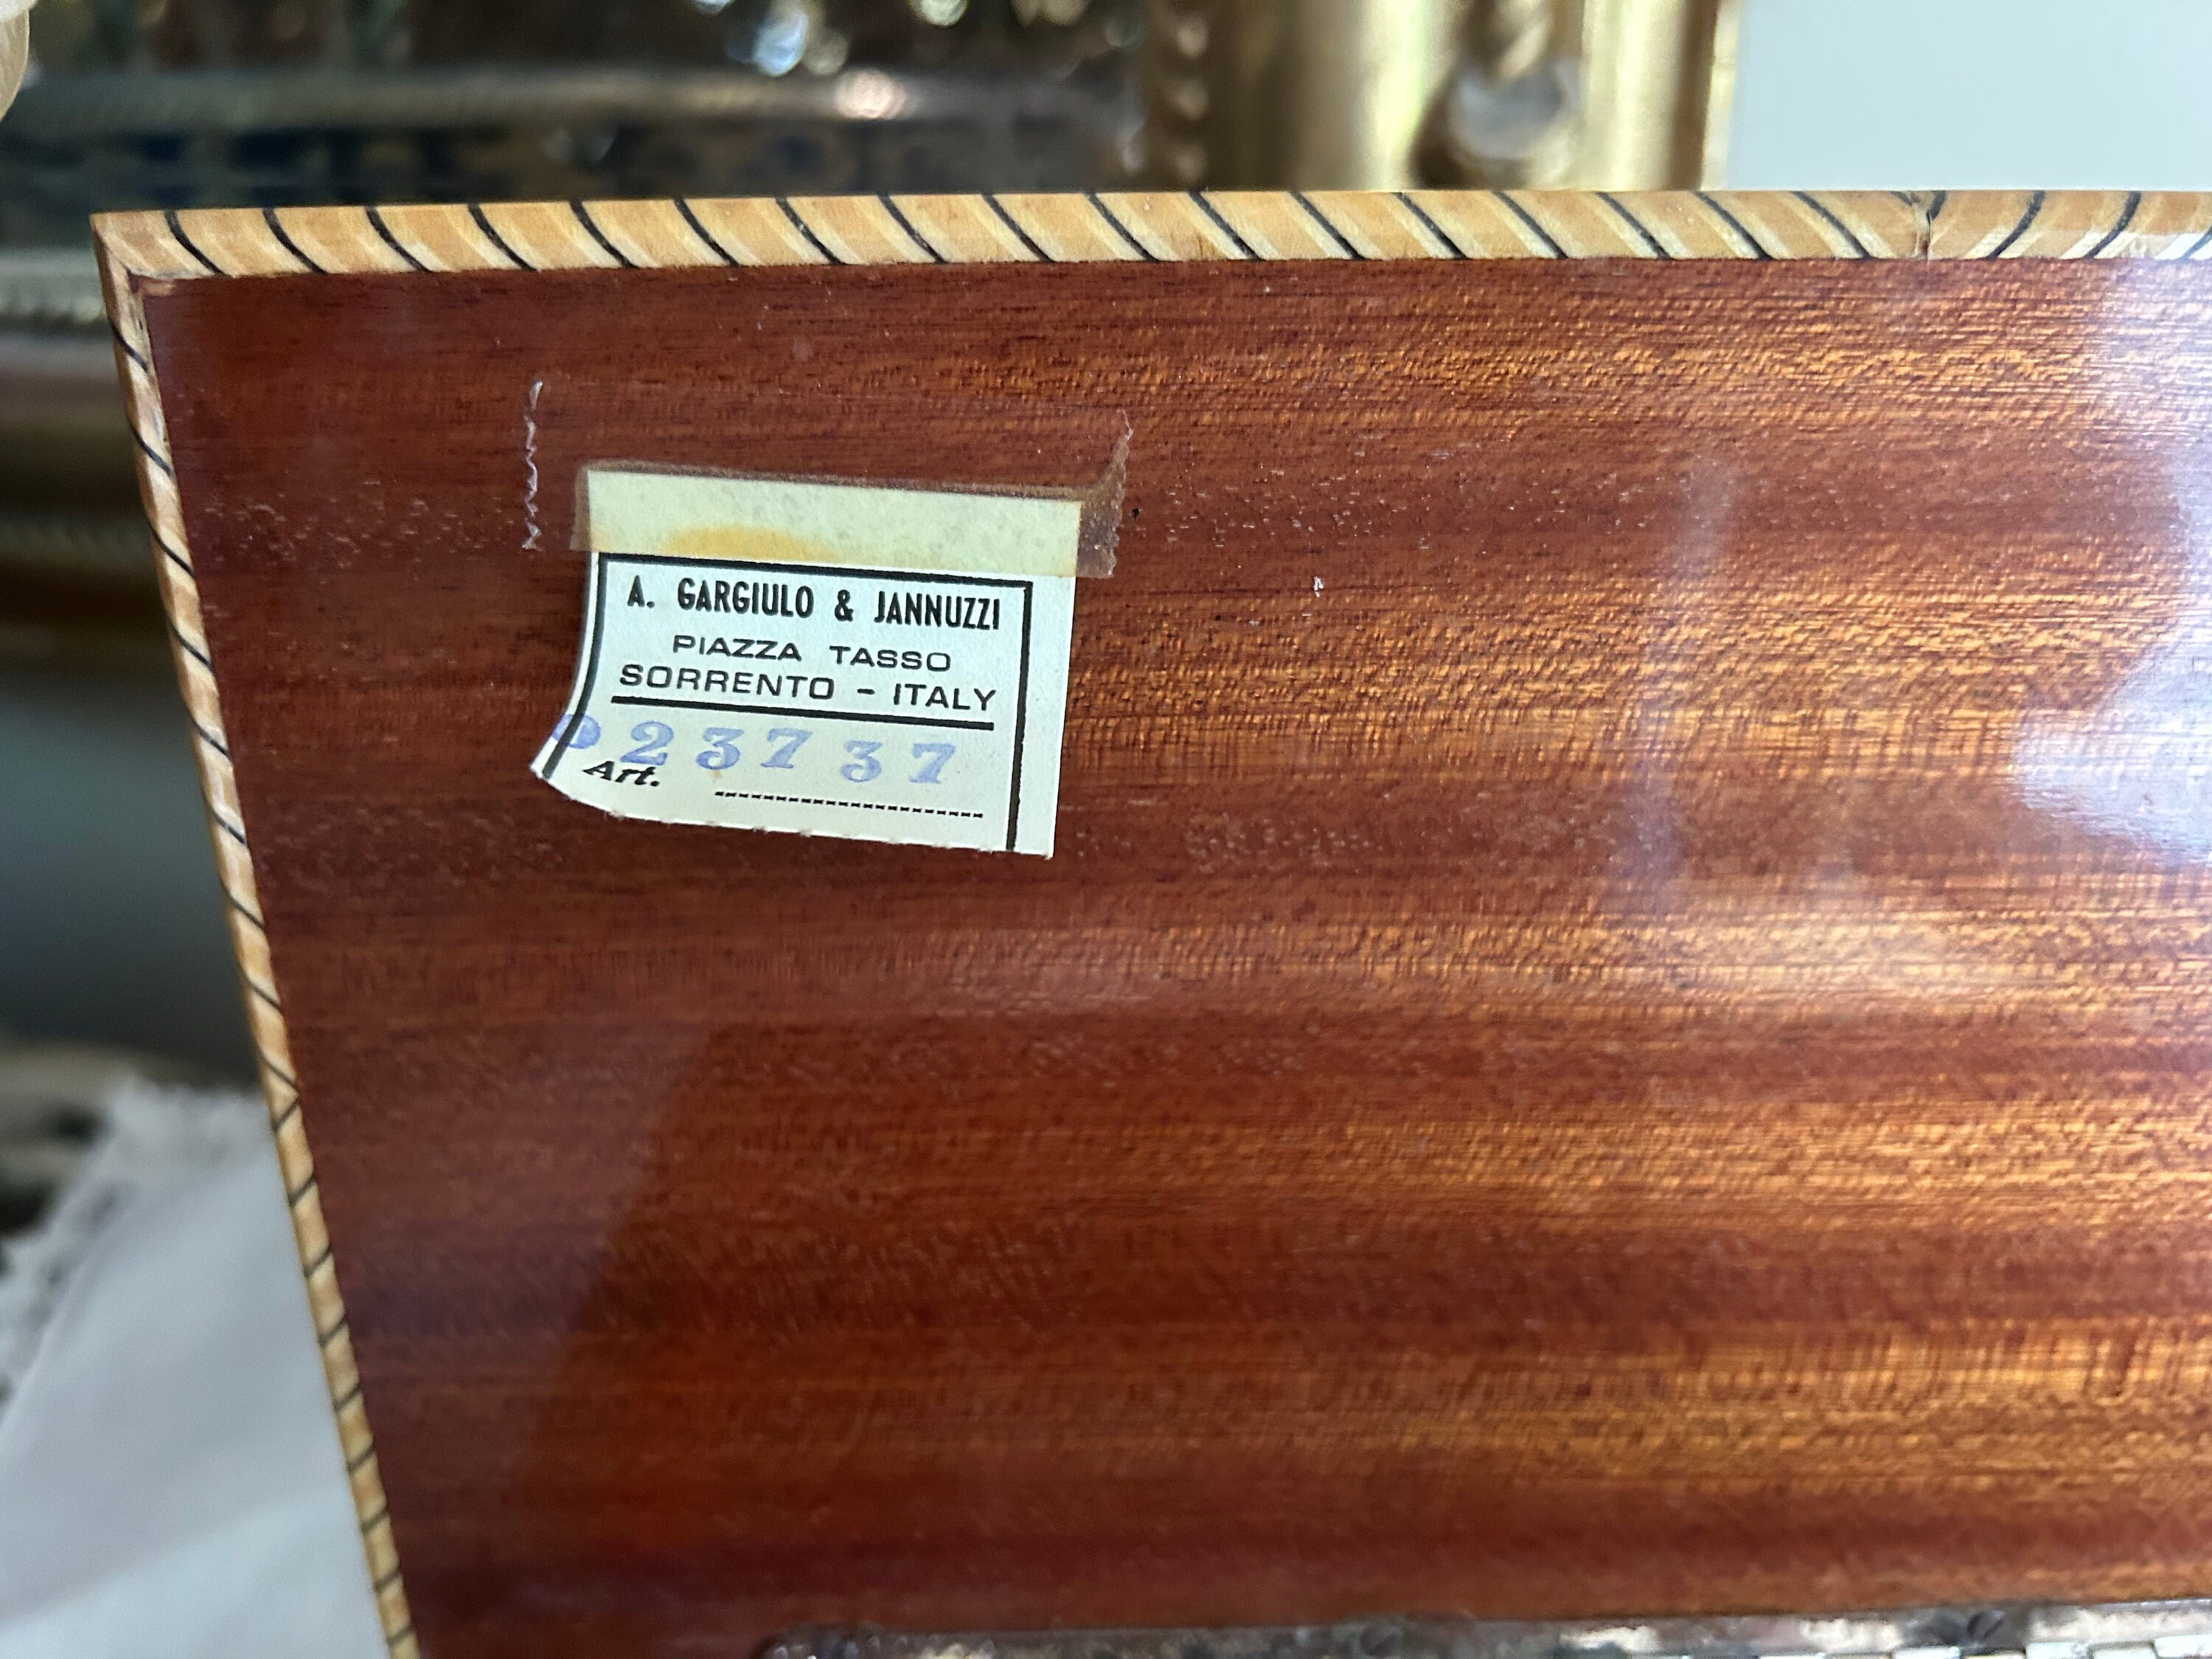 A. GARGIULO & JANNUZZI
PIAZZA TASSO
SORRENTO – ITALY
23737
Art.